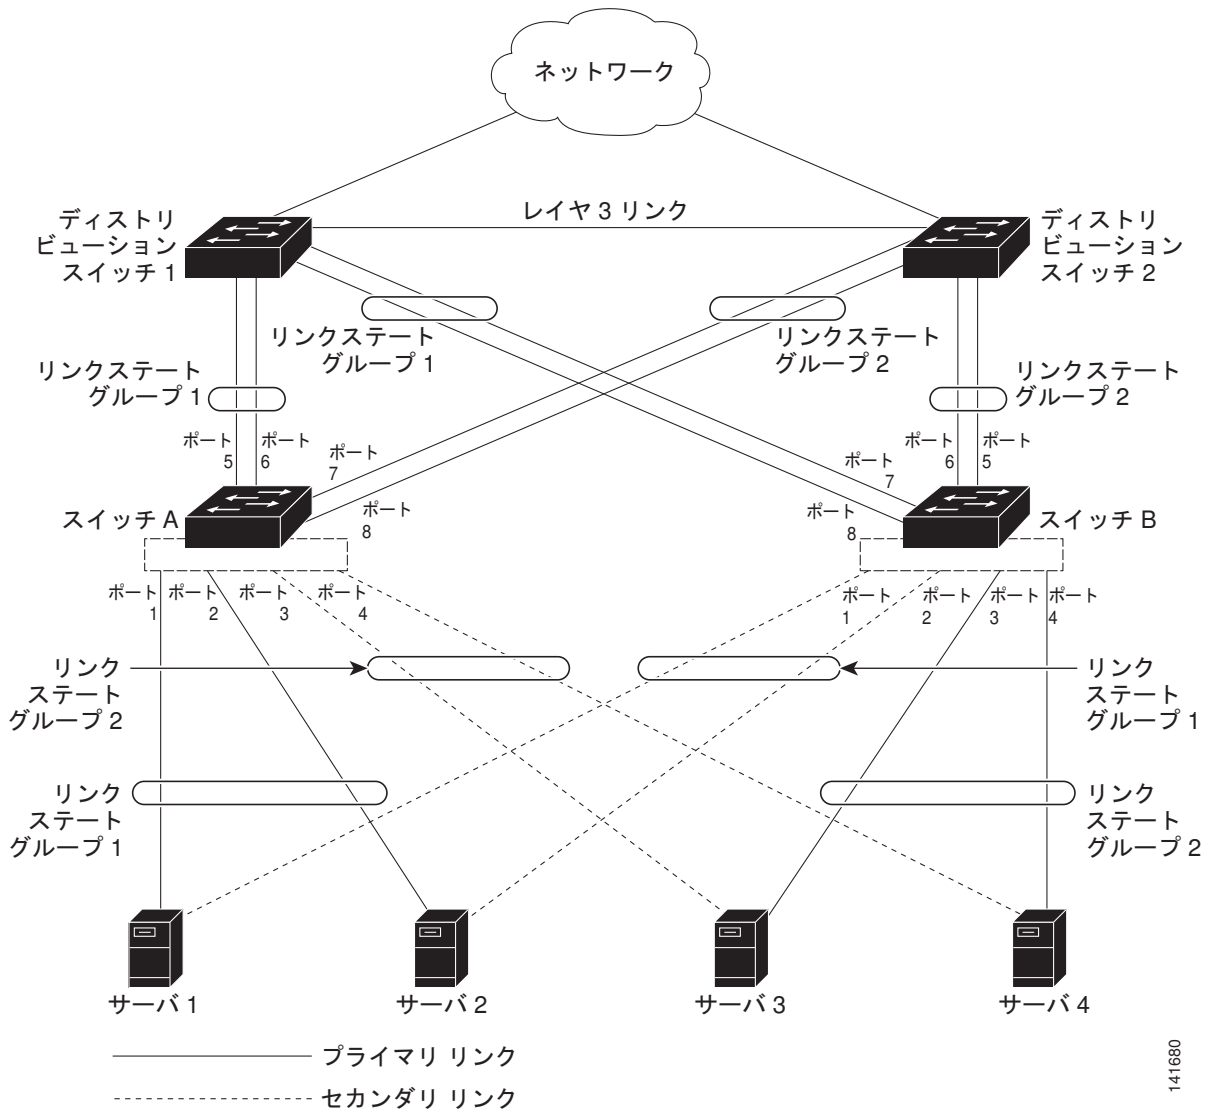 ネットワーク
レイヤ 3 リンク
ディストリ
ビューション
スイッチ 1
ディストリ
ビューション
スイッチ 2
リンクステート
グループ 1
リンクステート
グループ 2
リンクステート
グループ 1
リンクステート
グループ 2
ポート
5
ポート
6
ポート
7
ポート
8
スイッチ A
ポート
6
ポート
5
ポート
7
ポート
8
スイッチ B
ポート
1
ポート
2
ポート
3
ポート
4
ポート
1
ポート
2
ポート
3
ポート
4
リンク
ステート
グループ 2
リンク
ステート
グループ 1
リンク
ステート
グループ 1
リンク
ステート
グループ 2
サーバ 1
サーバ 2
サーバ 3
サーバ 4
プライマリ リンク
セカンダリ リンク
141680